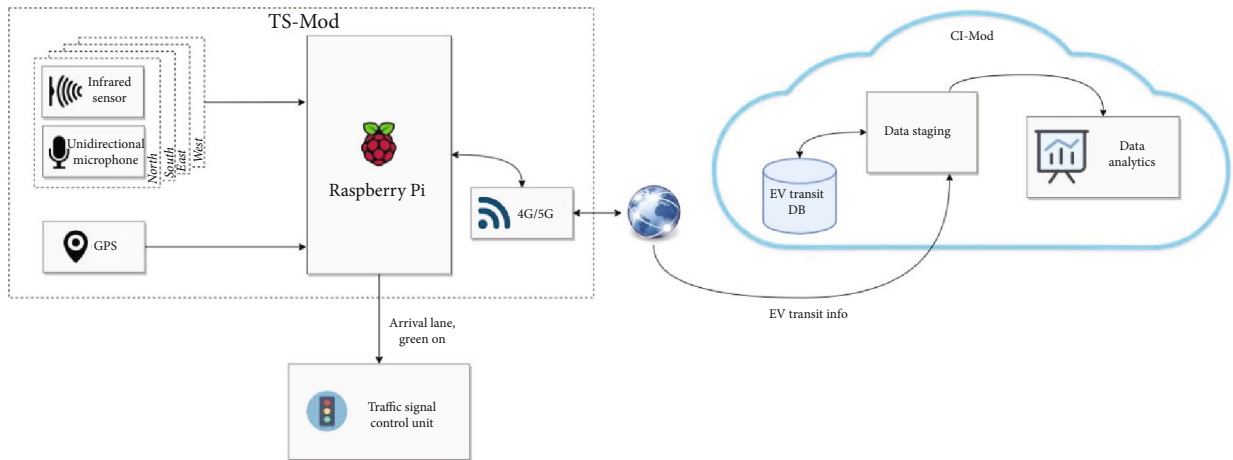 TS-Mod
Infrared
sensor
Unidirectional
microphone
North
South
East
West
GPS
Raspberry Pi
4G/5G
Arrival lane,
green on
Traffic signal
control unit
CI-Mod
Data staging
EV transit
DB
Data
analytics
EV transit info